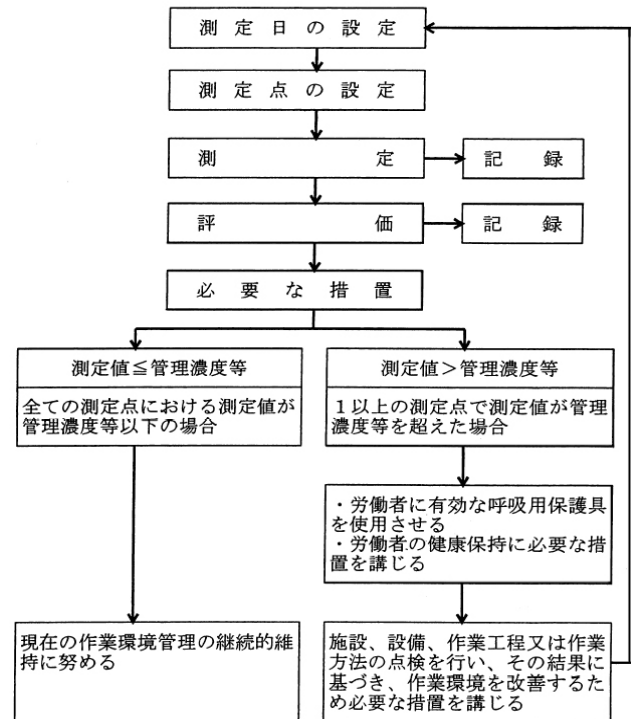 測定日の設定
測定点の設定
測定
記録
評価
記録
必要な措置
測定値≦管理濃度等
全ての測定点における測定値が
管理濃度等以下の場合
測定値＞管理濃度等
１以上の測定点で測定値が管理
濃度等を超えた場合
・労働者に有効な呼吸用保護具
を使用させる
・労働者の健康保持に必要な措
置を講じる
現在の作業環境管理の継続的維
持に努める
施設、設備、作業工程又は作業
方法の点検を行い、その結果に
基づき、作業環境を改善するた
め必要な措置を講じる